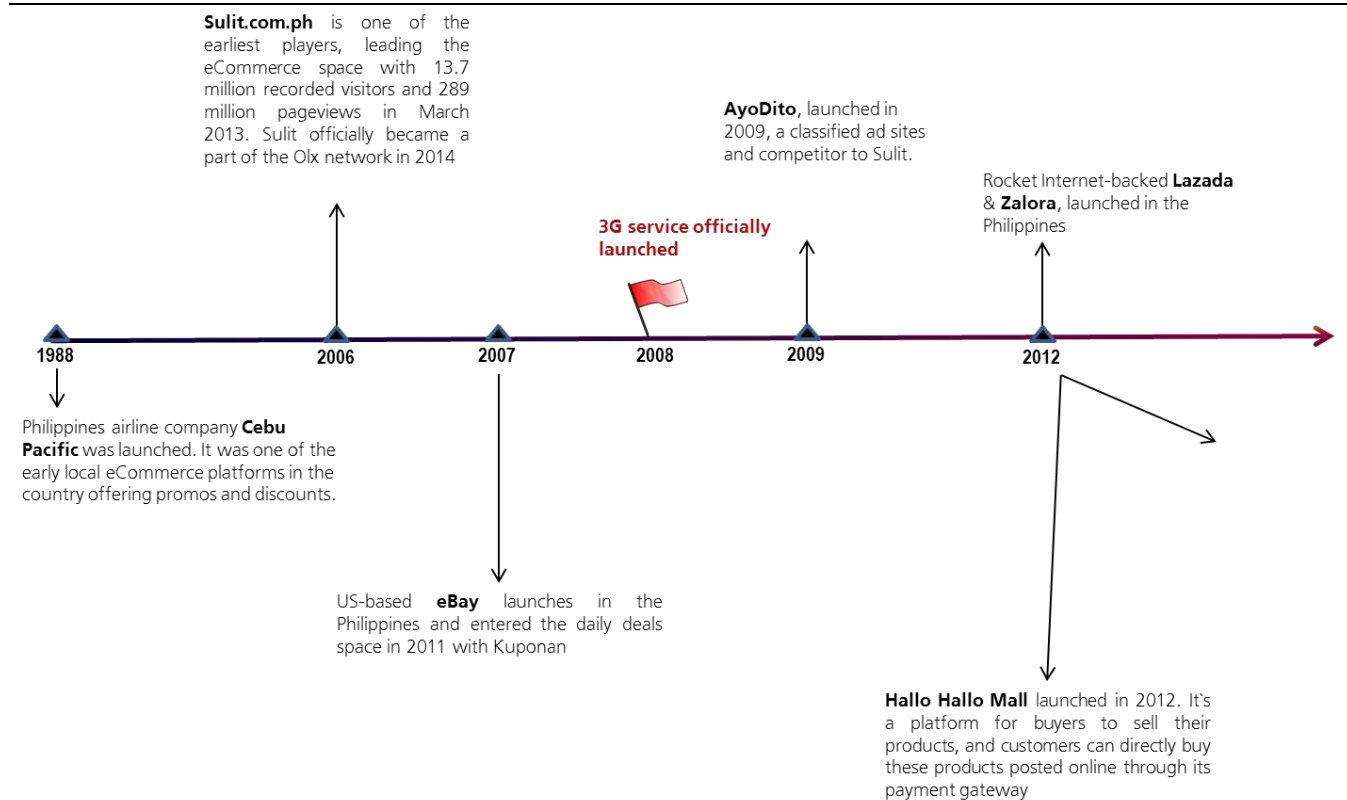 Sulit.com.ph is one of the
earliest players, leading the
eCommerce space with 13.7
million recorded visitors and 289
million pageviews in March
2013. Sulit officially became a
part of the Olx network in 2014
AyoDito, launched in
2009, a classified ad sites
and competitor to Sulit.
Rocket Internet-backed Lazada
& Zalora, launched in the
Philippines
3G service officially
launched
1988
2006
2007
2008
2009
2012
Philippines airline company Cebu
Pacific was launched. It was one of the
early local eCommerce platforms in the
country offering promos and discounts.
US-based eBay launches in the
Philippines and entered the daily deals
space in 2011 with Kuponan
Hallo Hallo Mall launched in 2012. It`s
a platform for buyers to sell their
products, and customers can directly buy
these products posted online through its
payment gateway